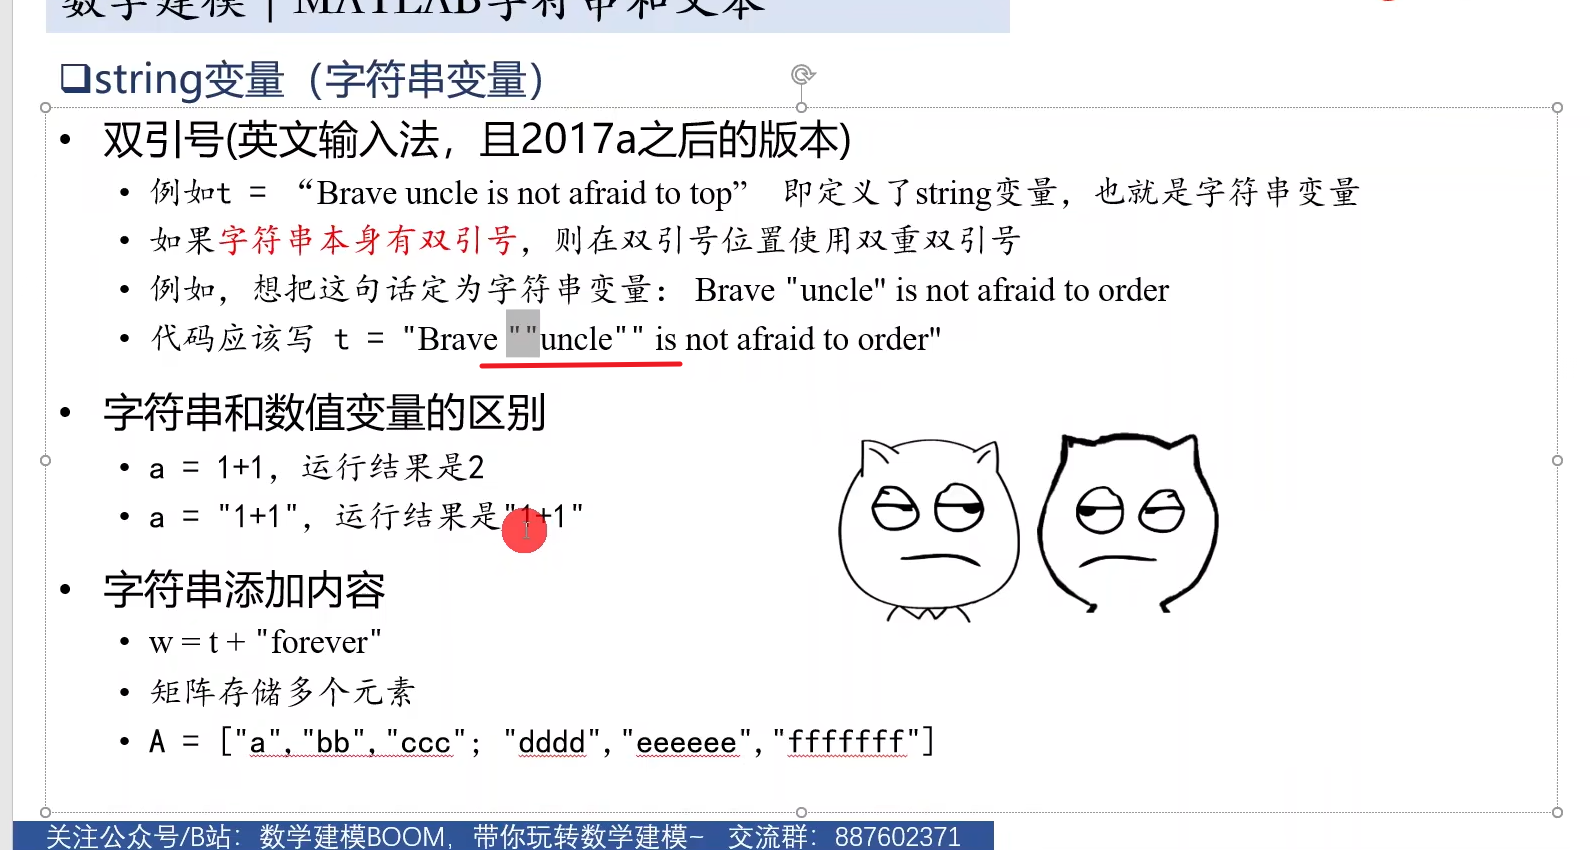 数学建模 | MATLAB字符串和文本
string变量（字符串变量）
• 双引号(英文输入法，且2017a之后的版本)
• 例如t = “Brave uncle is not afraid to top” 即定义了string变量，也就是字符串变量
• 如果字符串本身有双引号，则在双引号位置使用双重双引号
• 例如，想把这句话定为字符串变量： Brave "uncle" is not afraid to order
• 代码应该写 t = "Brave ""uncle"" is not afraid to order"
• 字符串和数值变量的区别
• a = 1+1，运行结果是2
• a = "1+1"，运行结果是"1+1"
• 字符串添加内容
• w = t + "forever"
• 矩阵存储多个元素
• A = ["a","bb","ccc"; "dddd","eeeeee","fffffff"]
关注公众号/B站：数学建模BOOM，带你玩转数学建模~ 交流群：887602371